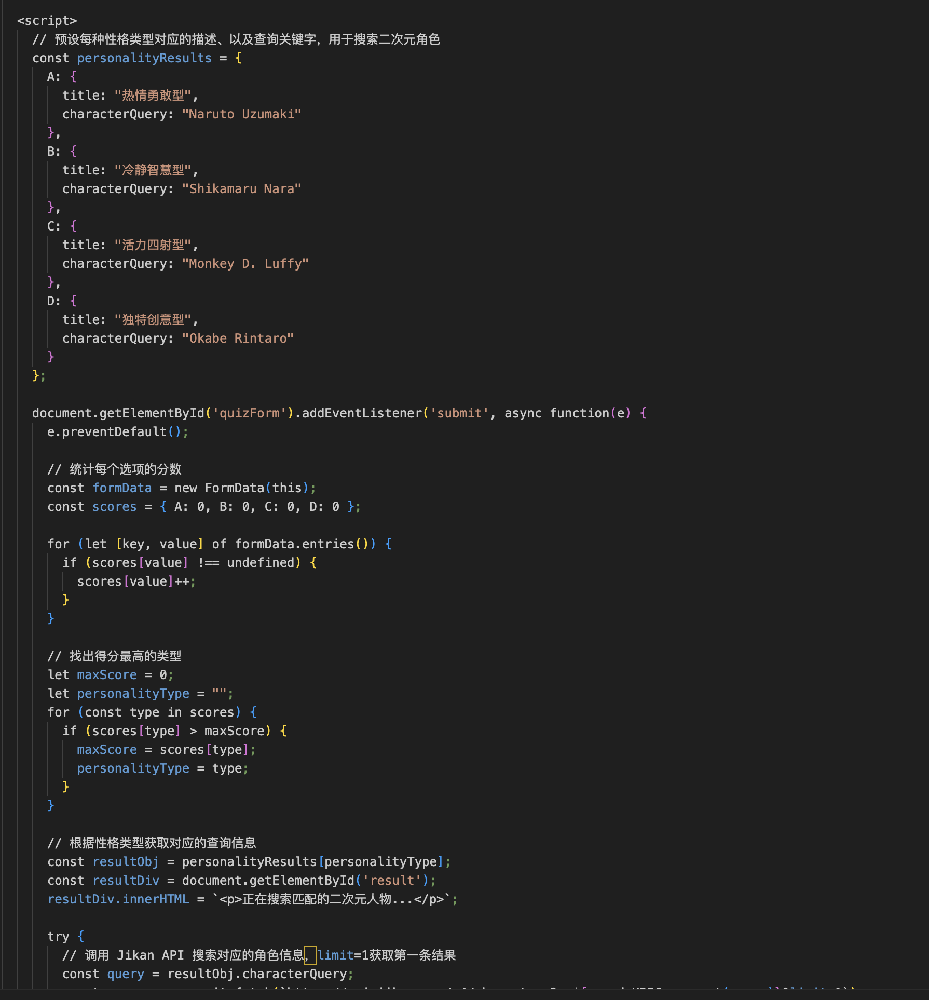 <script>
// 预设每种性格类型对应的描述、以及查询关键字，用于搜索二次元角色
const personalityResults = {
A: {
title: "热情勇敢型",
characterQuery: "Naruto Uzumaki"
},
B: {
title: "冷静智慧型",
characterQuery: "Shikamaru Nara"
},
C: {
title: "活力四射型",
characterQuery: "Monkey D. Luffy"
},
D: {
title: "独特创意型",
characterQuery: "Okabe Rintaro"
}
};
document.getElementById('quizForm').addEventListener('submit', async function(e) {
e.preventDefault();
// 统计每个选项的分数
const formData = new FormData(this);
const scores = { A: 0, B: 0, C: 0, D: 0 };
for (let [key, value] of formData.entries()) {
if (scores[value] !== undefined) {
scores[value]++;
}
}
// 找出得分最高的类型
let maxScore = 0;
let personalityType = "";
for (const type in scores) {
if (scores[type] > maxScore) {
maxScore = scores[type];
personalityType = type;
}
}
// 根据性格类型获取对应的查询信息
const resultObj = personalityResults[personalityType];
const resultDiv = document.getElementById('result');
resultDiv.innerHTML = `<p>正在搜索匹配的二次元人物...</p>`;
try {
// 调用 Jikan API 搜索对应的角色信息，limit=1获取第一条结果
const query = resultObj.characterQuery;